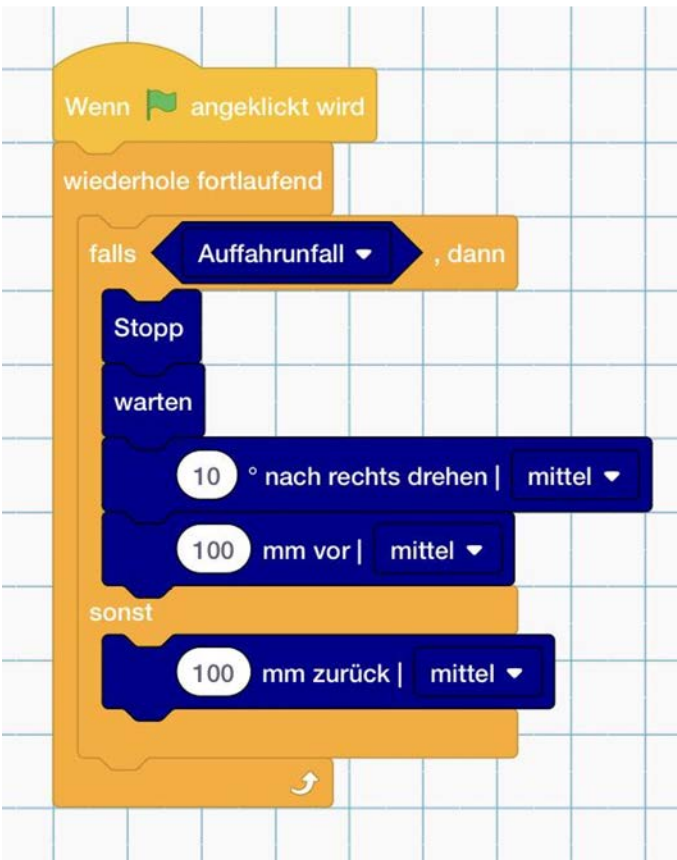 Wenn angeklickt wird
wiederhole fortlaufend
falls Auffahrunfall , dann
Stopp
warten
10 ° nach rechts drehen | mittel
100 mm vor | mittel
sonst
100 mm zurück | mittel